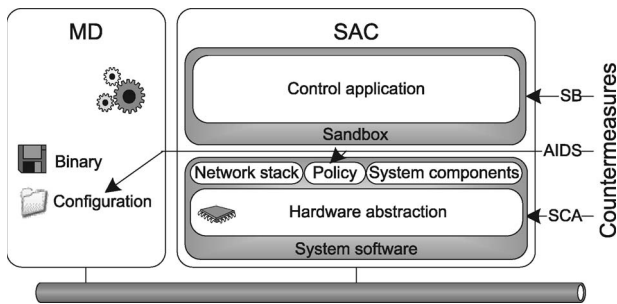 MD
SAC
Control application
SB
Sandbox
AIDS
Binary
Network stack
Policy
System components
Configuration
Hardware abstraction
SCA
System software
Countermeasures